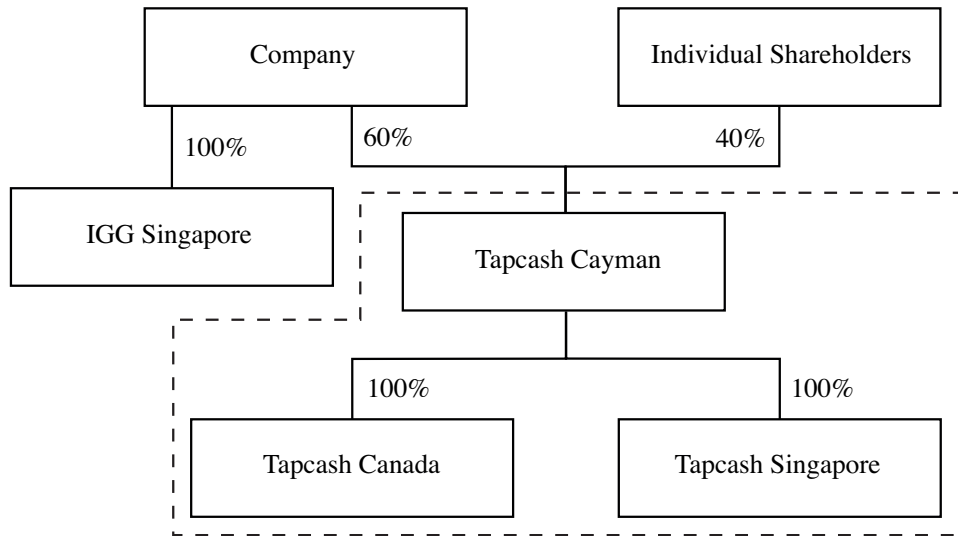 Company
Individual Shareholders
100%
60%
40%
IGG Singapore
Tapcash Cayman
100%
100%
Tapcash Canada
Tapcash Singapore